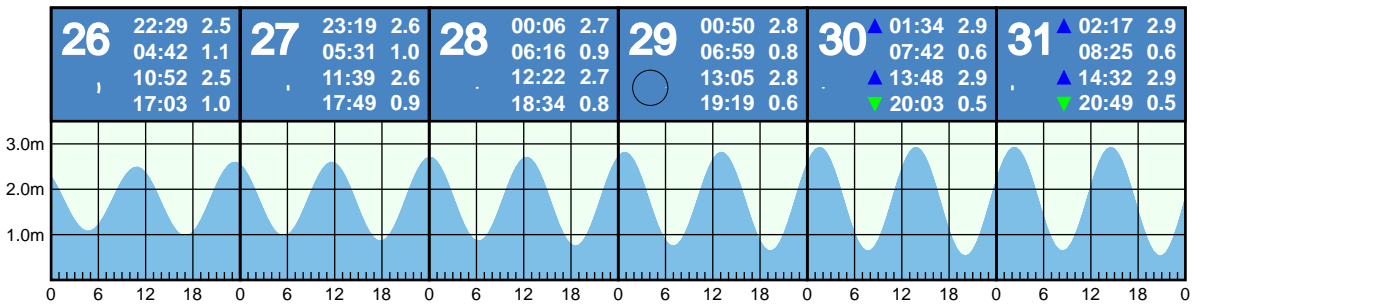 26
22:29 2.5
04:42 1.1
10:52 2.5
17:03 1.0
27
23:19 2.6
05:31 1.0
11:39 2.6
17:49 0.9
28
00:06 2.7
06:16 0.9
12:22 2.7
18:34 0.8
29
00:50 2.8
06:59 0.8
13:05 2.8
19:19 0.6
30
▲ 01:34 2.9
07:42 0.6
▲ 13:48 2.9
▼ 20:03 0.5
31
▲ 02:17 2.9
08:25 0.6
▲ 14:32 2.9
▼ 20:49 0.5
3.0m
2.0m
1.0m
0 6 12 18 0 6 12 18 0 6 12 18 0 6 12 18 0 6 12 18 0 6 12 18 0